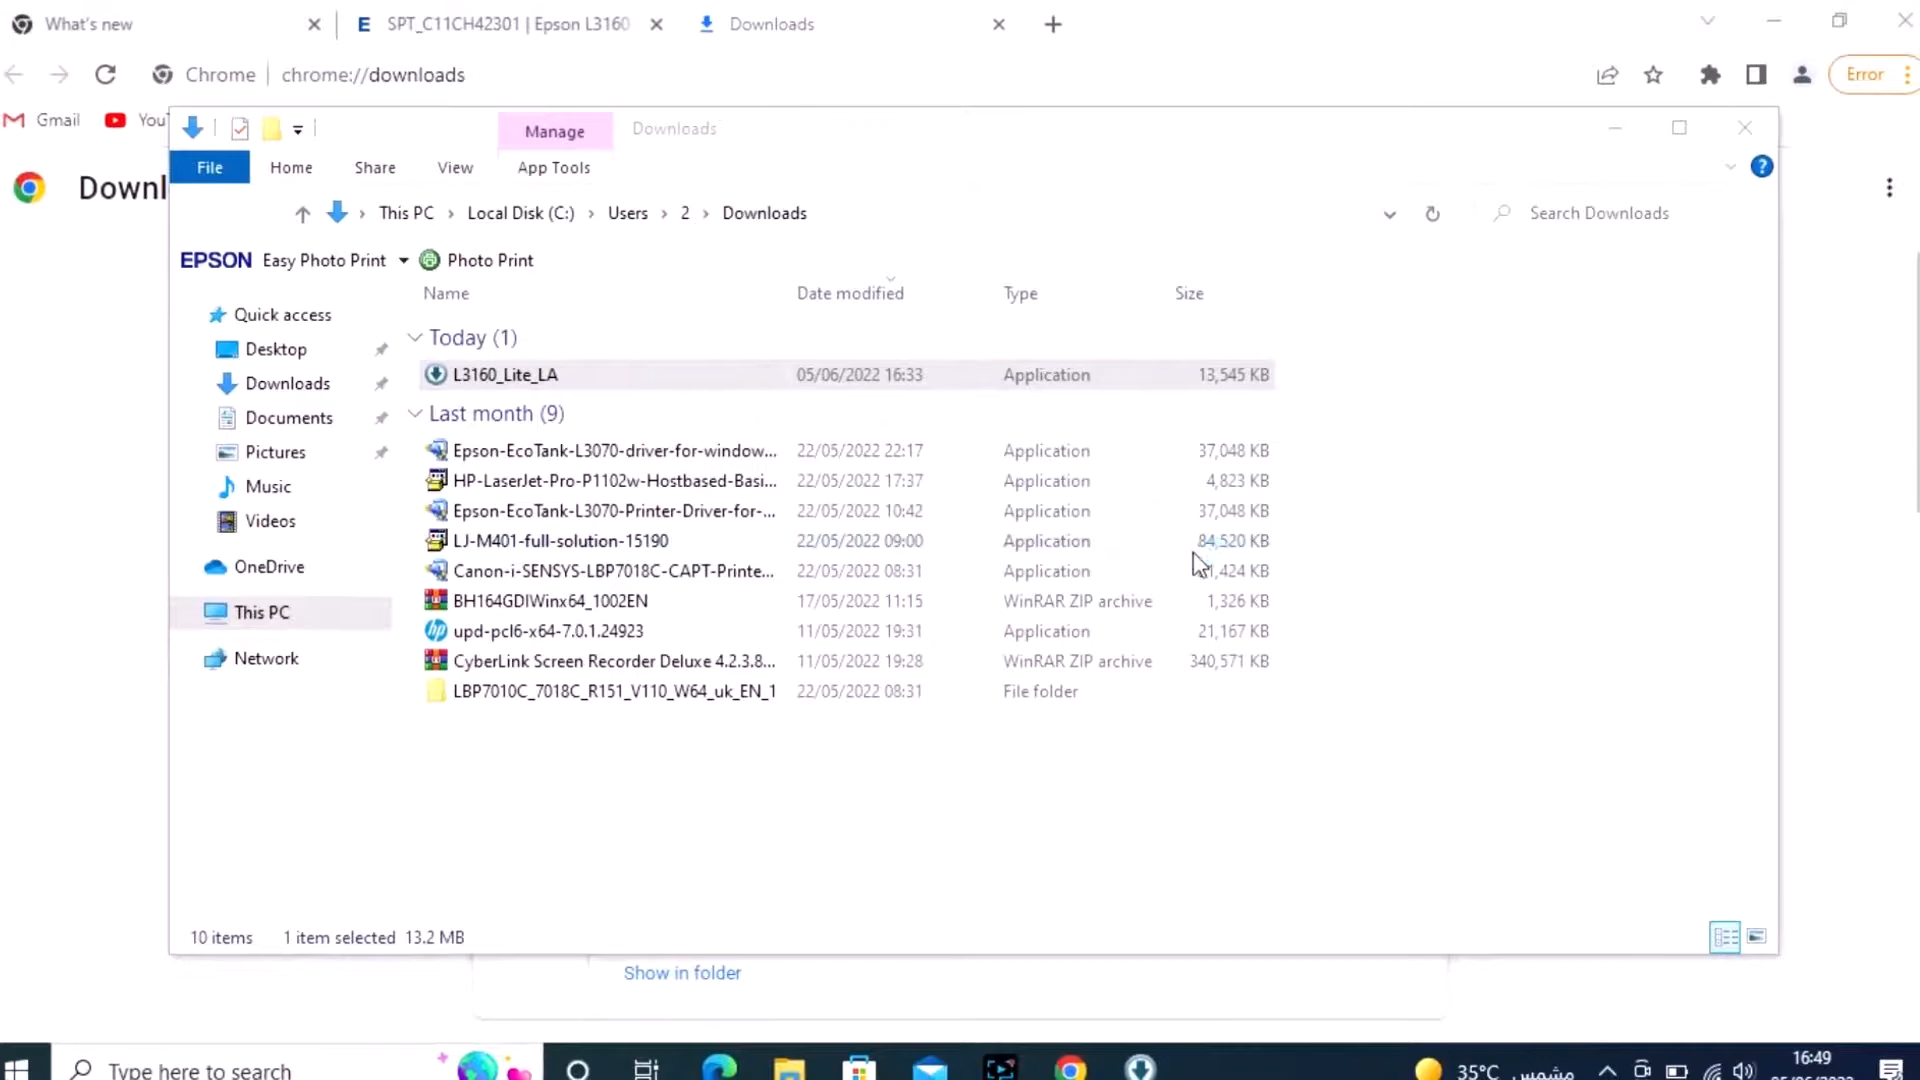 What's new
SPT_C11CH42301 | Epson L3160
Downloads
Chrome
chrome://downloads
Error
Gmail
You
Downl
Manage
Downloads
File
Home
Share
View
App Tools
This PC
Local Disk (C:)
Users
2
Downloads
Search Downloads
EPSON Easy Photo Print
Photo Print
Name
Date modified
Type
Size
Quick access
Desktop
Downloads
Documents
Pictures
Music
Videos
OneDrive
This PC
Network
Today (1)
L3160_Lite_LA 05/06/2022 16:33 Application 13,545 KB
Last month (9)
Epson-EcoTank-L3070-driver-for-window... 22/05/2022 22:17 Application 37,048 KB
HP-LaserJet-Pro-P1102w-Hostbased-Basi... 22/05/2022 17:37 Application 4,823 KB
Epson-EcoTank-L3070-Printer-Driver-for-... 22/05/2022 10:42 Application 37,048 KB
LJ-M401-full-solution-15190 22/05/2022 09:00 Application 84,520 KB
Canon-i-SENSYS-LBP7018C-CAPT-Printe... 22/05/2022 08:31 Application 1,424 KB
BH164GDIWinx64_1002EN 17/05/2022 11:15 WinRAR ZIP archive 1,326 KB
upd-pcl6-x64-7.0.1.24923 11/05/2022 19:31 Application 21,167 KB
CyberLink Screen Recorder Deluxe 4.2.3.8... 11/05/2022 19:28 WinRAR ZIP archive 340,571 KB
LBP7010C_7018C_R151_V110_W64_uk_EN_1 22/05/2022 08:31 File folder
10 items
1 item selected 13.2 MB
Show in folder
Type here to search
35°C
مشمس
16:49